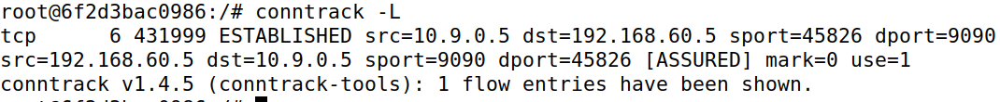 root@6f2d3bac0986:/# conntrack -L
tcp      6 431999 ESTABLISHED src=10.9.0.5 dst=192.168.60.5 sport=45826 dport=9090
src=192.168.60.5 dst=10.9.0.5 sport=9090 dport=45826 [ASSURED] mark=0 use=1
conntrack v1.4.5 (conntrack-tools): 1 flow entries have been shown.